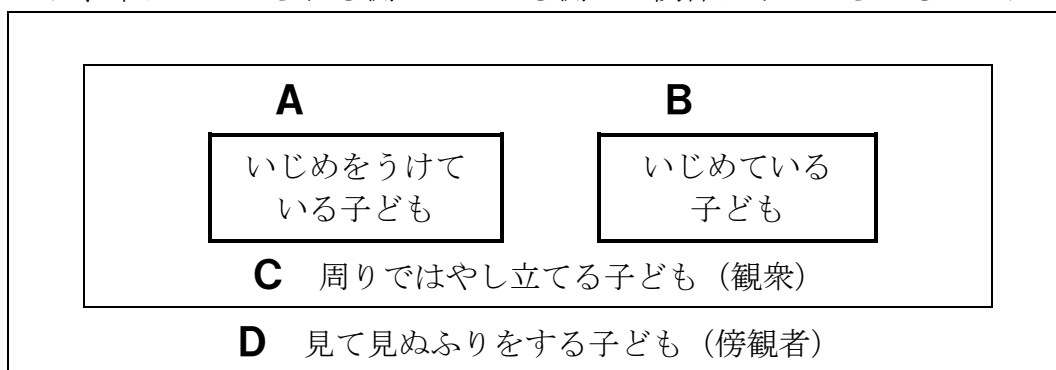 A
B
いじめをうけて
いる子ども
いじめている
子ども
C 周りではやし立てる子ども（観衆）
D 見て見ぬふりをする子ども（傍観者）